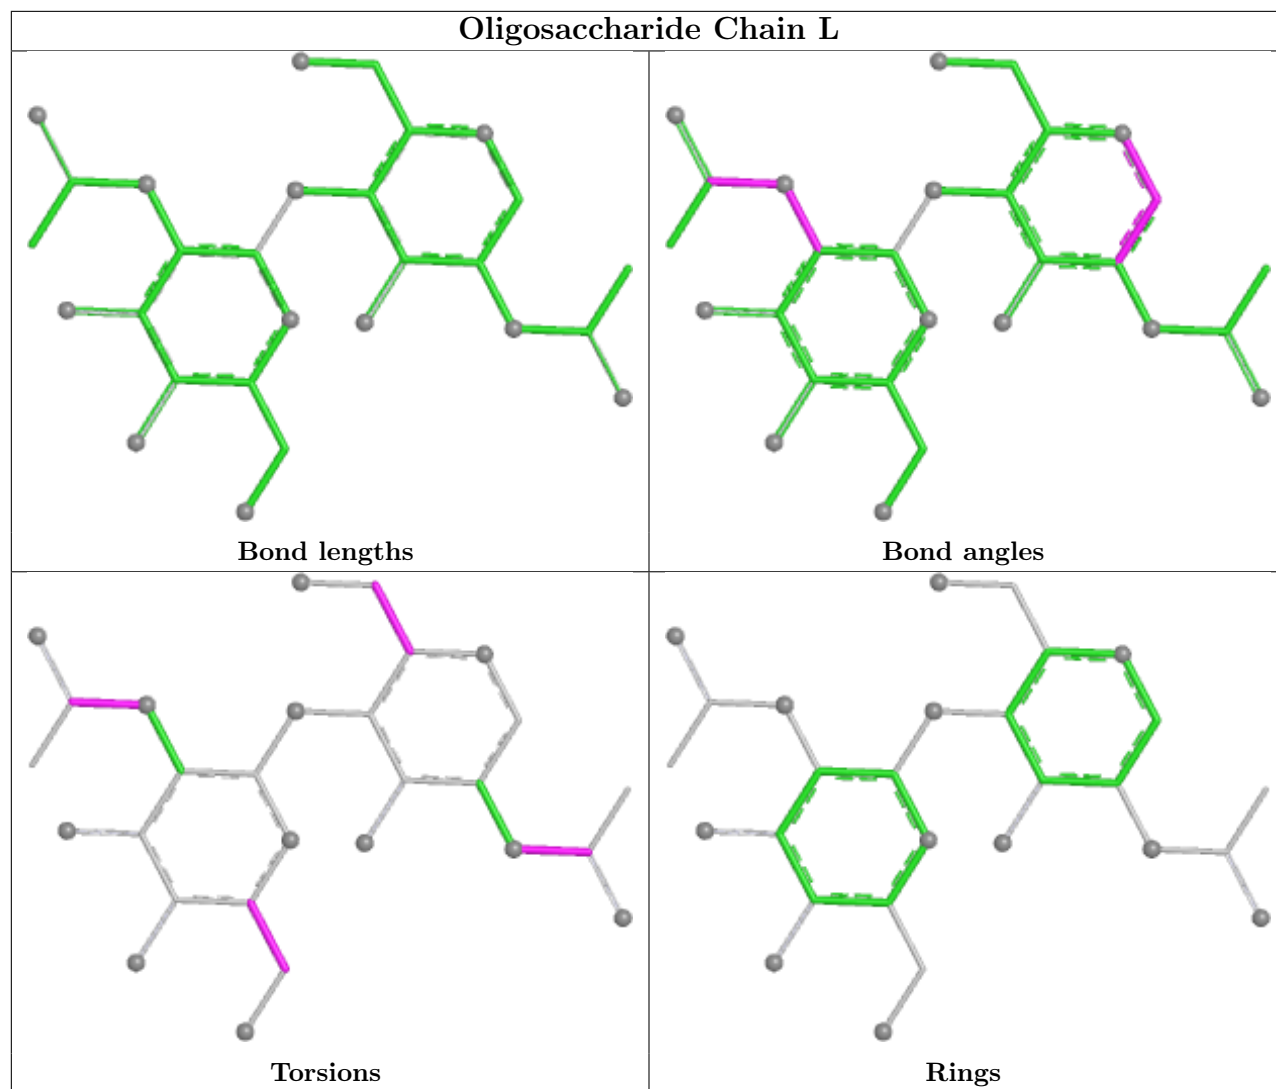 Oligosaccharide Chain L
Bond lengths
Bond angles
Torsions
Rings